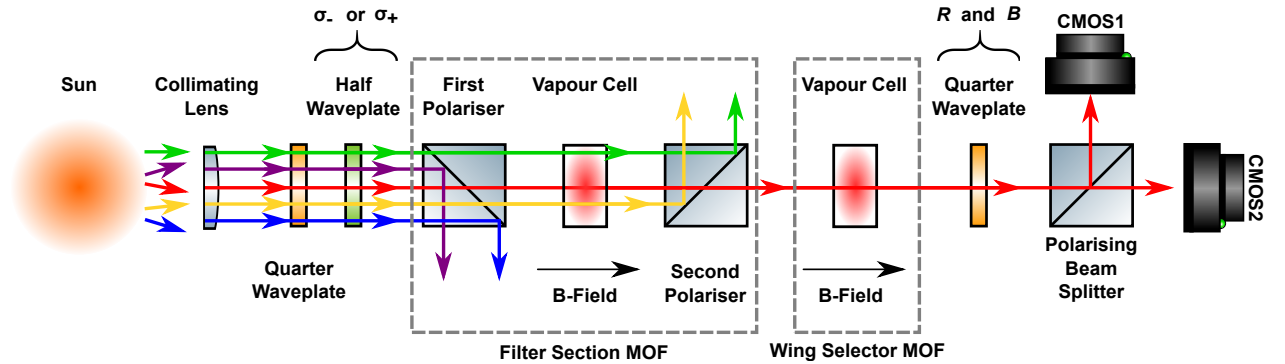 σ- or σ+
R and B
CMOS1
Sun
Collimating
Lens
Half
Waveplate
First
Polariser
Vapour Cell
Vapour Cell
Quarter
Waveplate
CMOS2
Quarter
Waveplate
B-Field
Second
Polariser
B-Field
Polarising
Beam
Splitter
Filter Section MOF
Wing Selector MOF